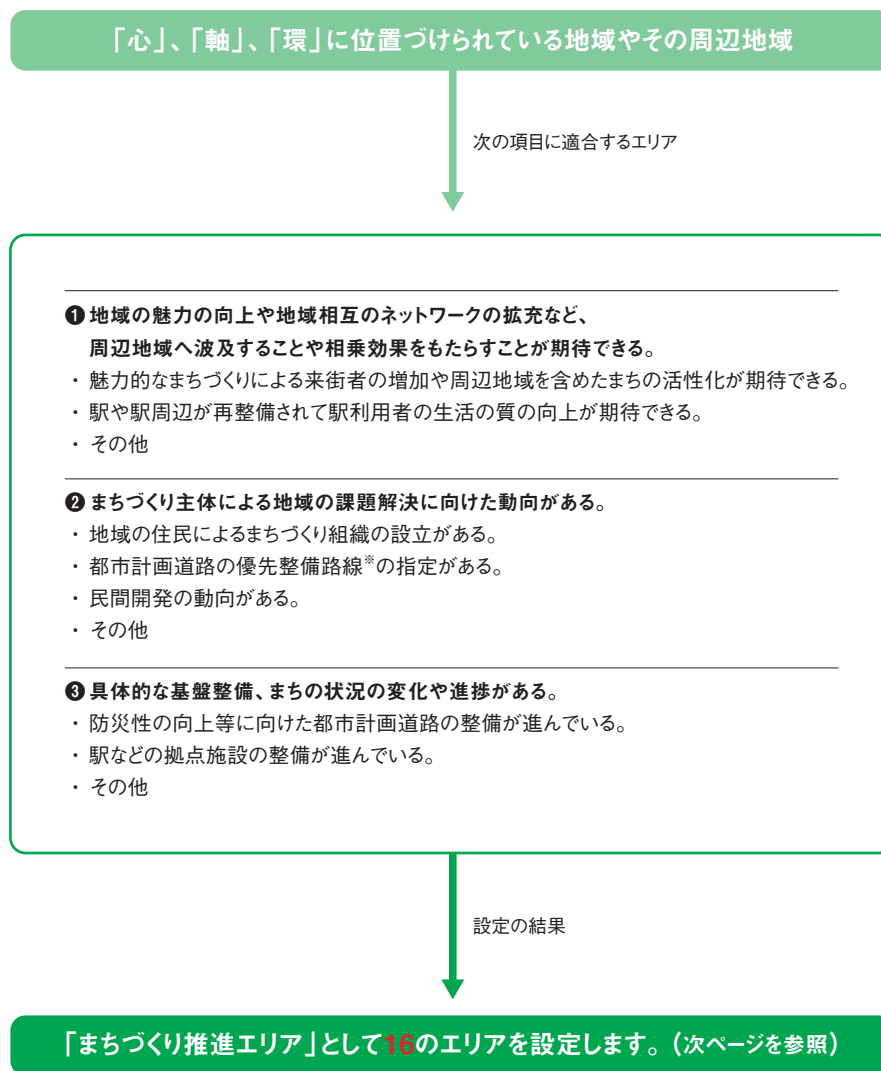 「心」、「軸」、「環」に位置づけられている地域やその周辺地域
次の項目に適合するエリア
❶ 地域の魅力の向上や地域相互のネットワークの拡充など、
周辺地域へ波及することや相乗効果をもたらすことが期待できる。
・ 魅力的なまちづくりによる来街者の増加や周辺地域を含めたまちの活性化が期待できる。
・ 駅や駅周辺が再整備されて駅利用者の生活の質の向上が期待できる。
・ その他
❷ まちづくり主体による地域の課題解決に向けた動向がある。
・ 地域の住民によるまちづくり組織の設立がある。
・ 都市計画道路の優先整備路線※の指定がある。
・ 民間開発の動向がある。
・ その他
❸ 具体的な基盤整備、まちの状況の変化や進捗がある。
・ 防災性の向上等に向けた都市計画道路の整備が進んでいる。
・ 駅などの拠点施設の整備が進んでいる。
・ その他
設定の結果
「まちづくり推進エリア」として16のエリアを設定します。（次ページを参照）